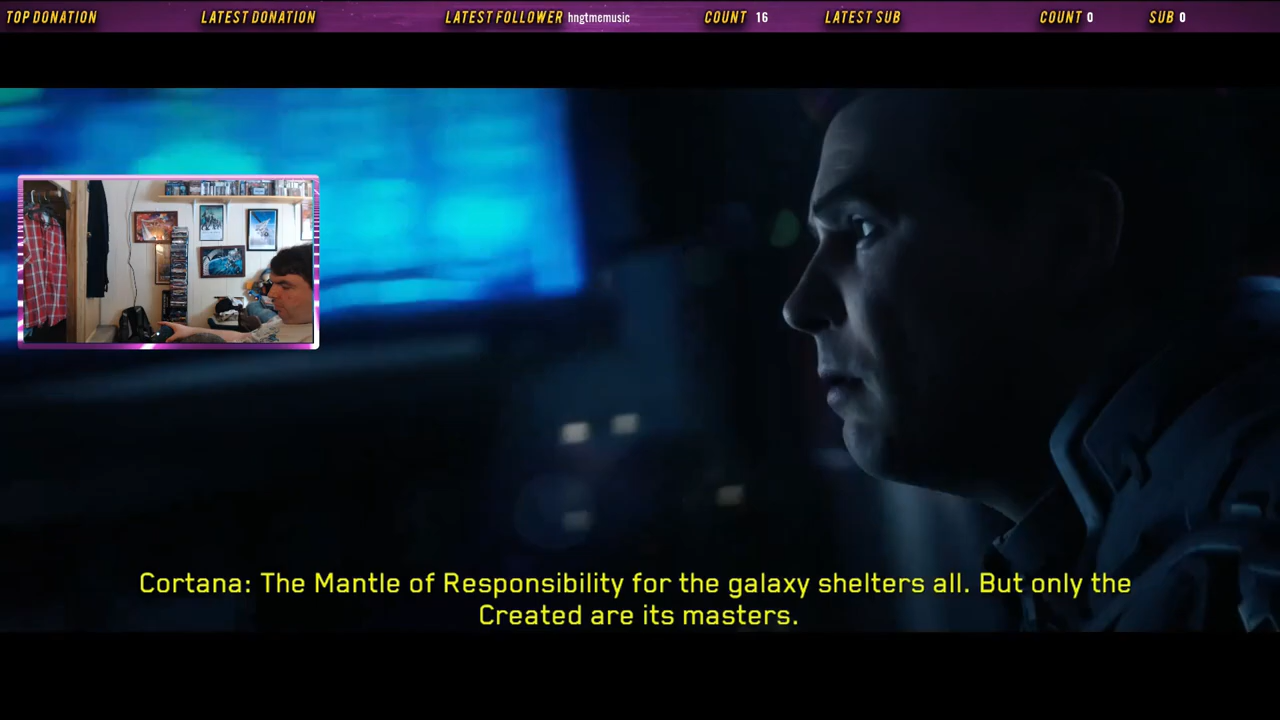 TOP DONATION LATEST DONATION LATEST FOLLOWER hngtmemusic COUNT 16 LATEST SUB COUNT 0 SUB 0
Cortana: The Mantle of Responsibility for the galaxy shelters all. But only the
Created are its masters.